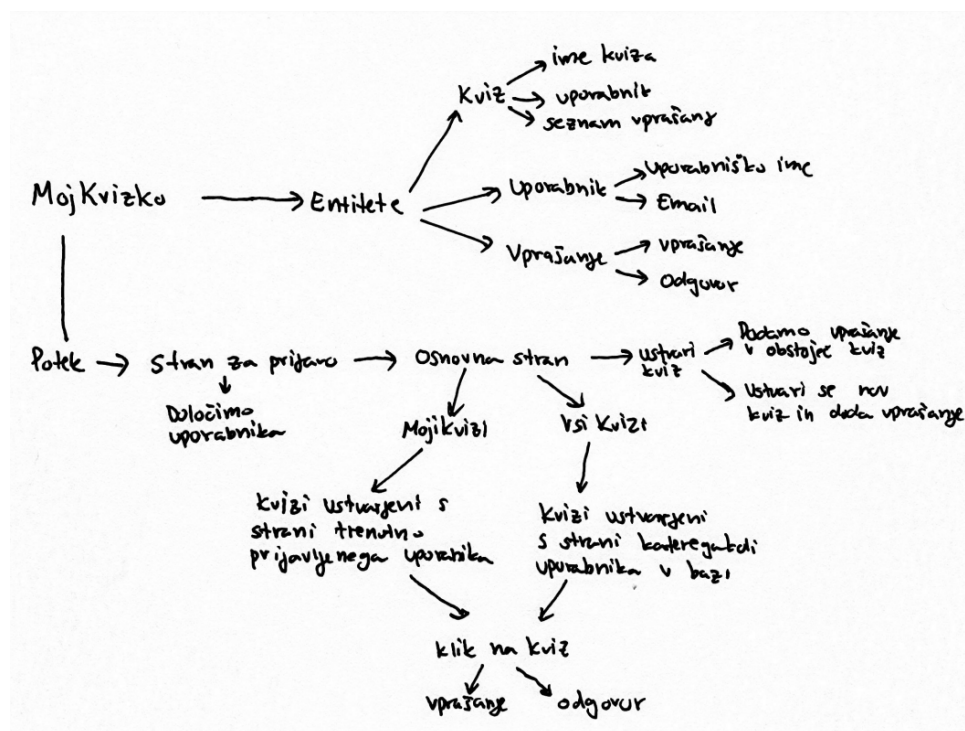 ime kviza
Kviz
uporabnik
seznam vprašanj
MojKvizko
Entitete
Uporabnik
Uporabniško ime
Email
Vprašanje
vprašanje
Odgovor
Potek
Stran za prijavo
Določimo
uporabnika
Osnovna stran
ustvari
kviz
Dodamo vprašanje
v obstoječ kviz
Ustvari se nov
kviz in doda vprašanje
MojiKvizi
Vsi Kvizi
Kvizi ustvarjeni s
strani trenutno
prijavljenega uporabnika
Kvizi ustvarjeni
s strani kateregakoli
uporabnika v bazi
klik na kviz
vprašanje
odgovor